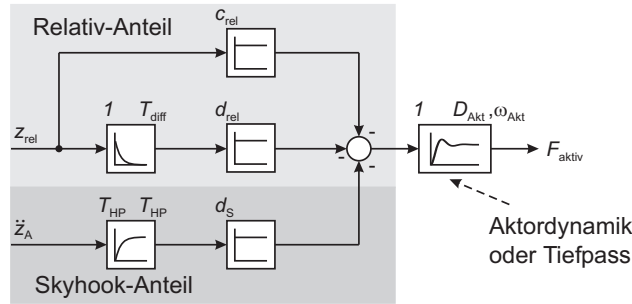 Relativ-Anteil
c_rel
1 T_diff
d_rel
1 D_Akt ,ω_Akt
z_rel
-
-
-
F_aktiv
T_HP T_HP
d_S
z̈_A
Aktordynamik
oder Tiefpass
Skyhook-Anteil